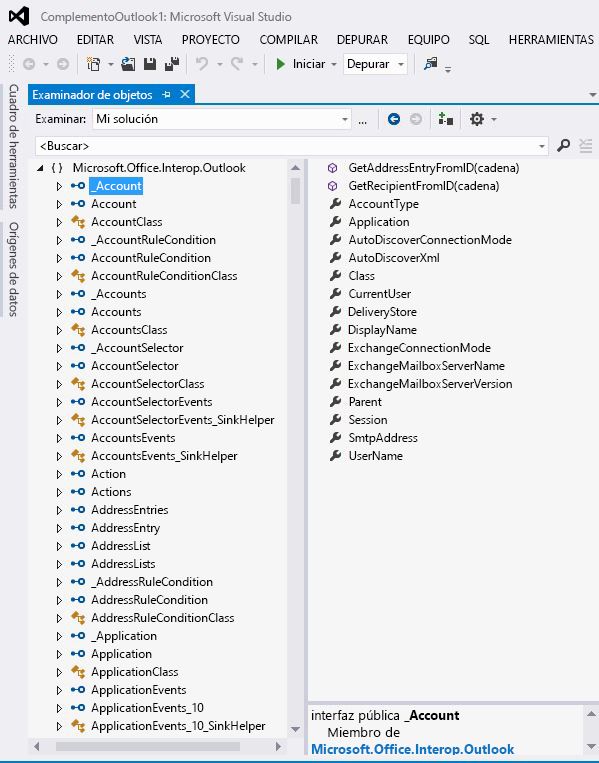 ComplementoOutlook1: Microsoft Visual Studio
ARCHIVO EDITAR VISTA PROYECTO COMPILAR DEPURAR EQUIPO SQL HERRAMIENTAS
Iniciar Depurar
Cuadro de herramientas
Orígenes de datos
Examinador de objetos
Examinar: Mi solución ...
<Buscar>
{ } Microsoft.Office.Interop.Outlook
_Account
Account
AccountClass
_AccountRuleCondition
AccountRuleCondition
AccountRuleConditionClass
_Accounts
Accounts
AccountsClass
_AccountSelector
AccountSelector
AccountSelectorClass
AccountSelectorEvents
AccountSelectorEvents_SinkHelper
AccountsEvents
AccountsEvents_SinkHelper
Action
Actions
AddressEntries
AddressEntry
AddressList
AddressLists
_AddressRuleCondition
AddressRuleCondition
AddressRuleConditionClass
_Application
Application
ApplicationClass
ApplicationEvents
ApplicationEvents_10
ApplicationEvents_10_SinkHelper
GetAddressEntryFromID(cadena)
GetRecipientFromID(cadena)
AccountType
Application
AutoDiscoverConnectionMode
AutoDiscoverXml
Class
CurrentUser
DeliveryStore
DisplayName
ExchangeConnectionMode
ExchangeMailboxServerName
ExchangeMailboxServerVersion
Parent
Session
SmtpAddress
UserName
interfaz pública _Account
Miembro de
Microsoft.Office.Interop.Outlook